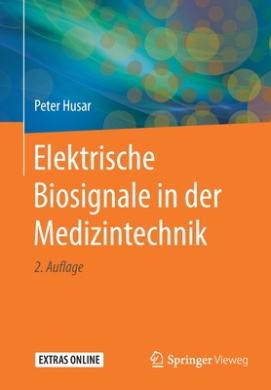 Peter Husar
Elektrische
Biosignale in der
Medizintechnik
2. Auflage
EXTRAS ONLINE
Springer Vieweg